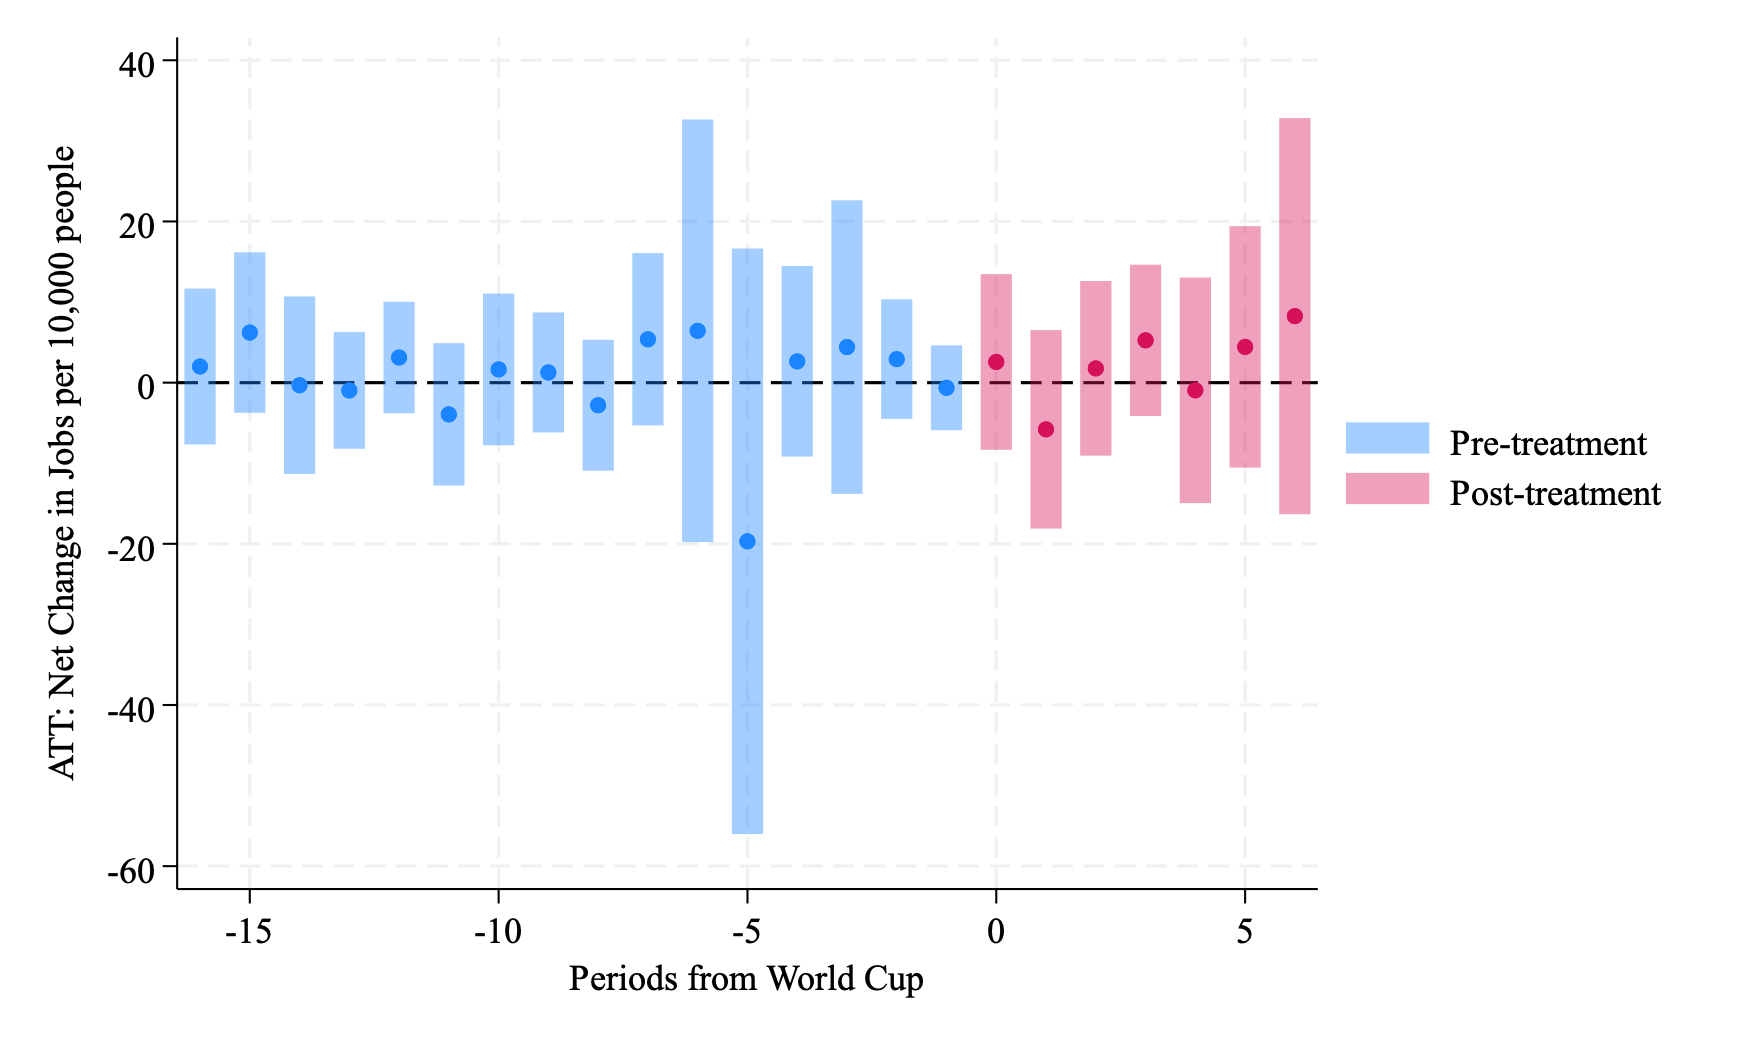 ATT: Net Change in Jobs per 10,000 people
40
20
0
-20
-40
-60
-15
-10
-5
0
5
Periods from World Cup
Pre-treatment
Post-treatment